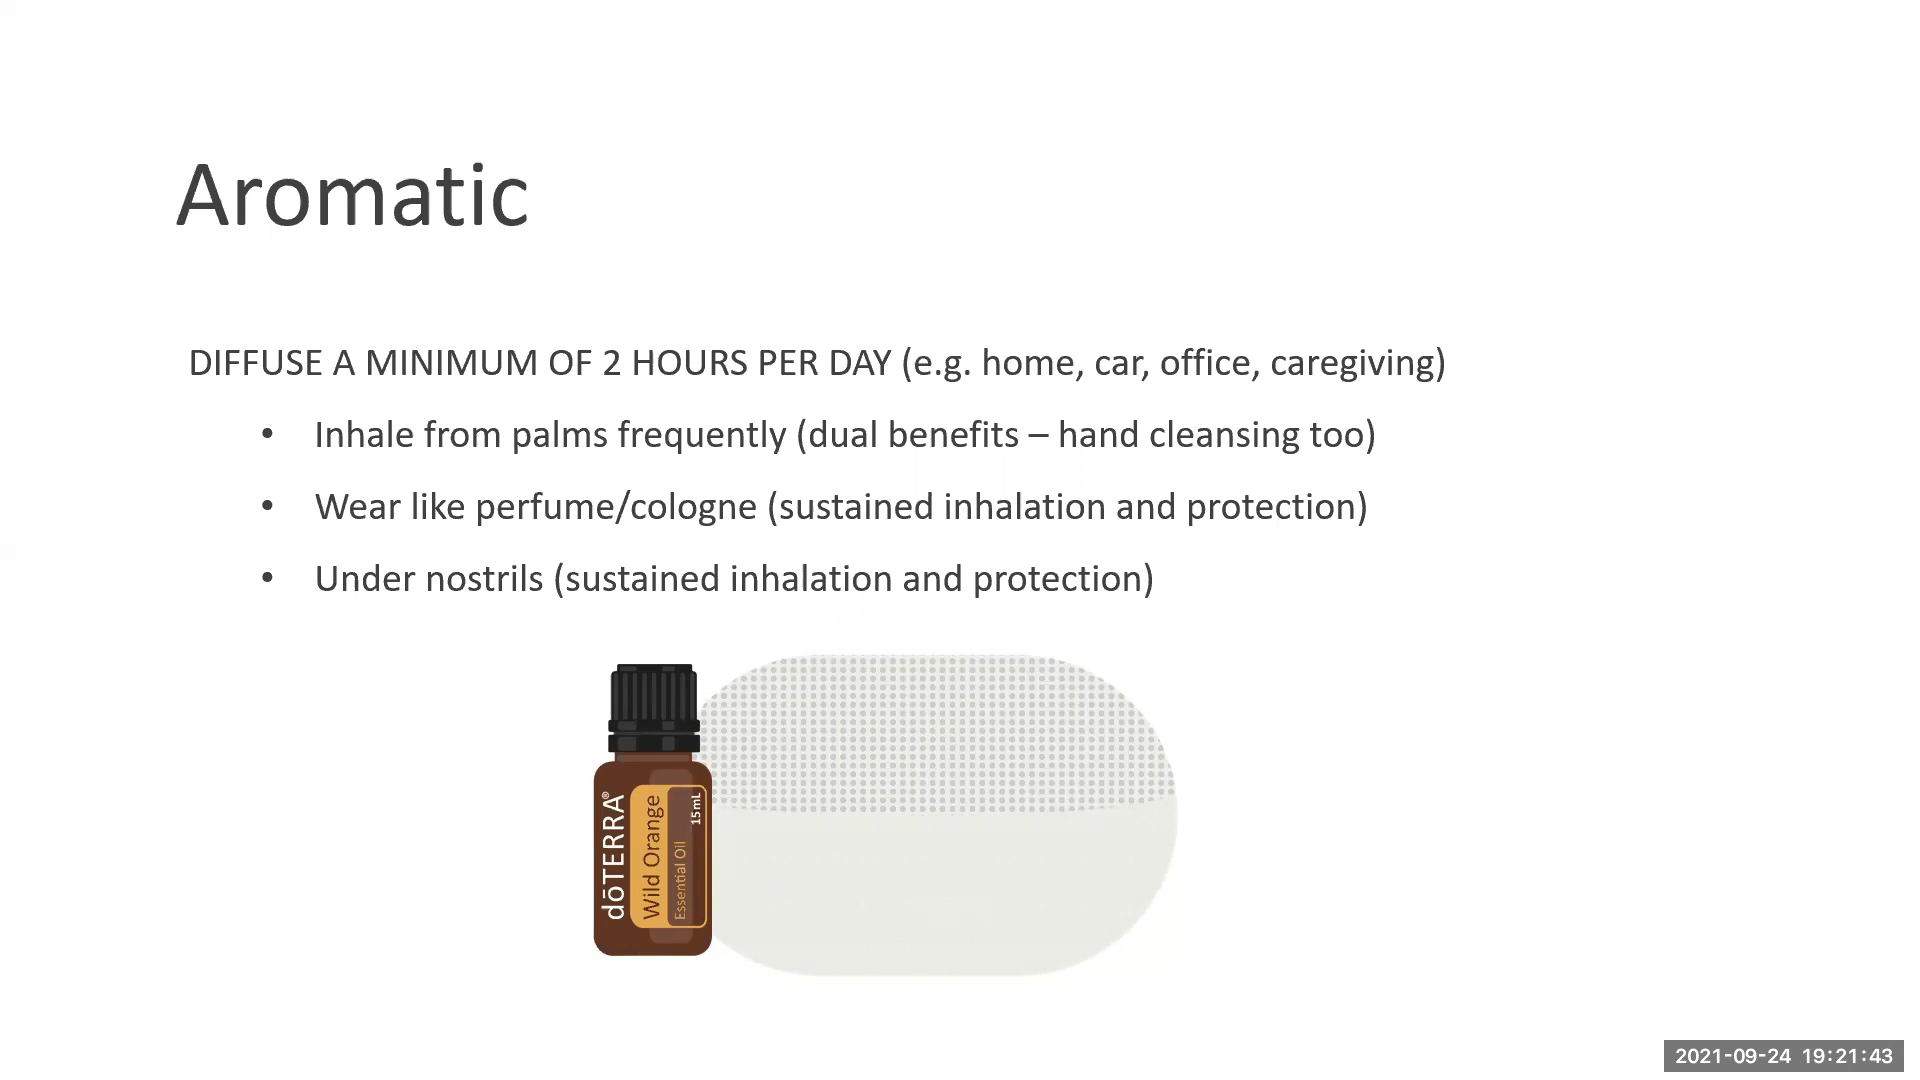 Aromatic
DIFFUSE A MINIMUM OF 2 HOURS PER DAY (e.g. home, car, office, caregiving)
• Inhale from palms frequently (dual benefits – hand cleansing too)
• Wear like perfume/cologne (sustained inhalation and protection)
• Under nostrils (sustained inhalation and protection)
dōTERRA®
Wild Orange
Essential Oil
15mL
2021-09-24 19:21:43